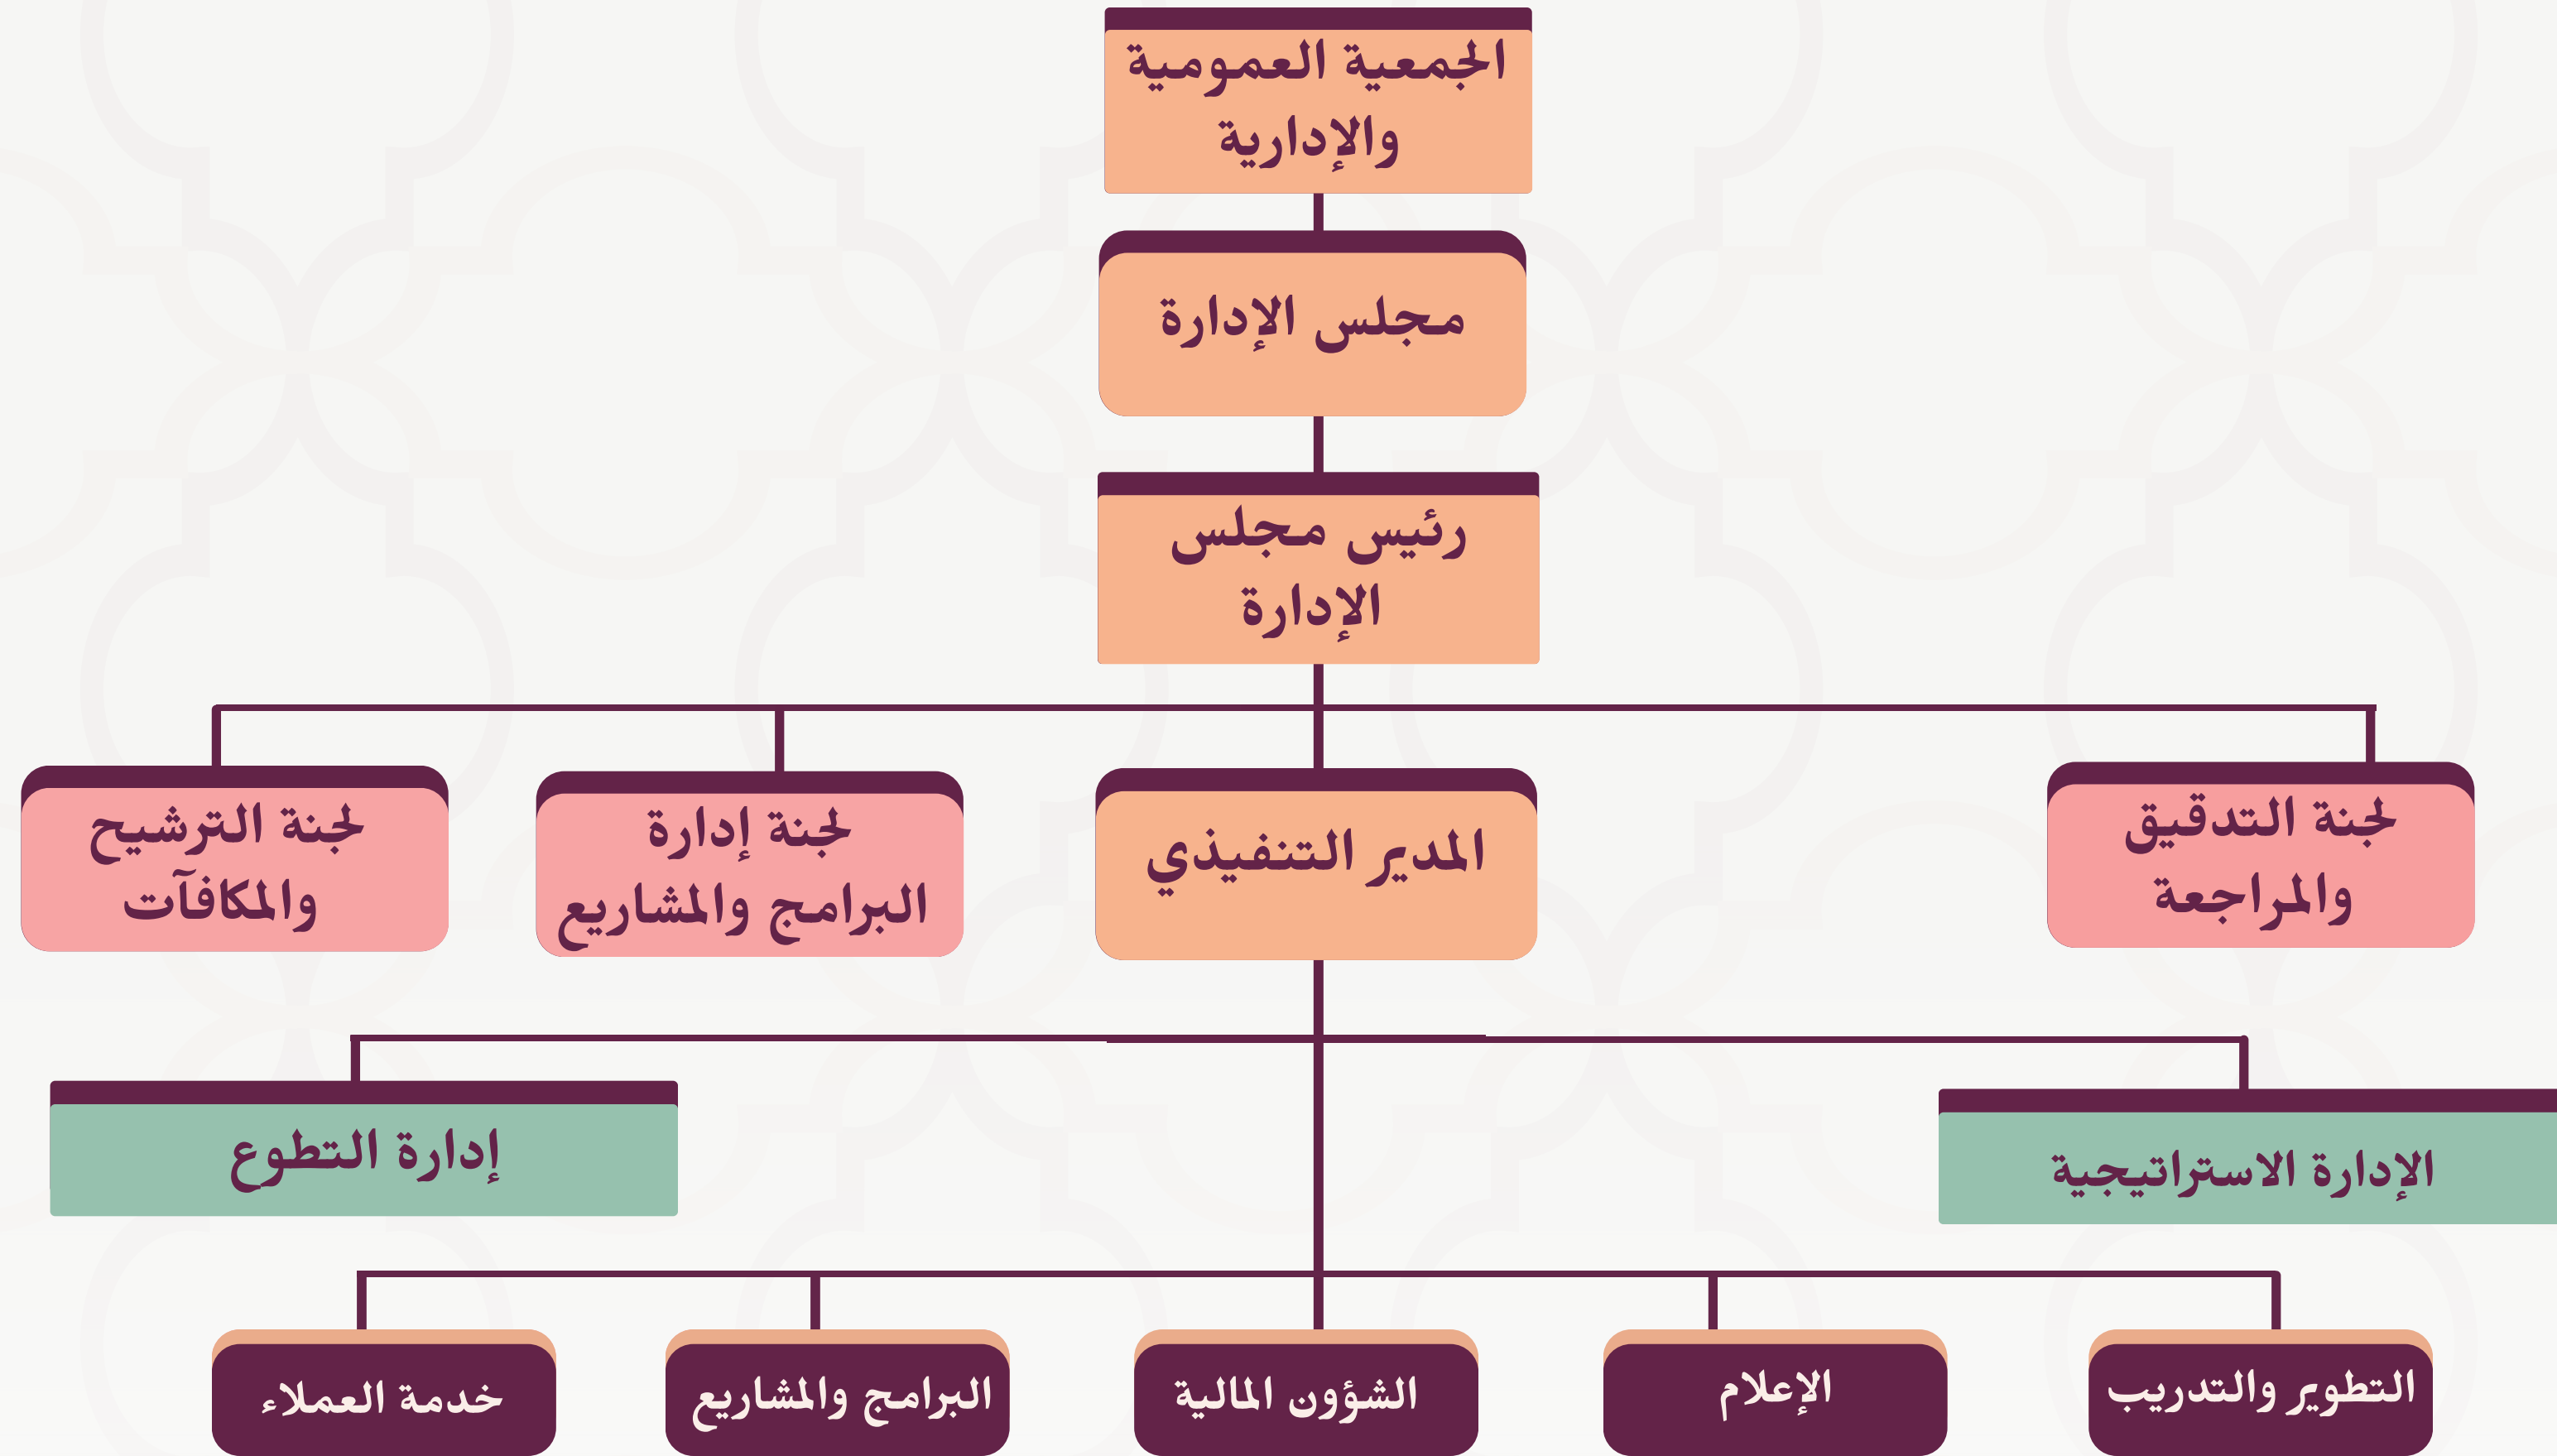 الجمعية العمومية
والإدارية
مجلس الإدارة
رئيس مجلس
الإدارة
لجنة التدقيق
والمراجعة
المدير التنفيذي
لجنة إدارة
البرامج والمشاريع
لجنة الترشيح
والمكافآت
الإدارة الاستراتيجية
إدارة التطوع
التطوير والتدريب
الإعلام
الشؤون المالية
البرامج والمشاريع
خدمة العملاء